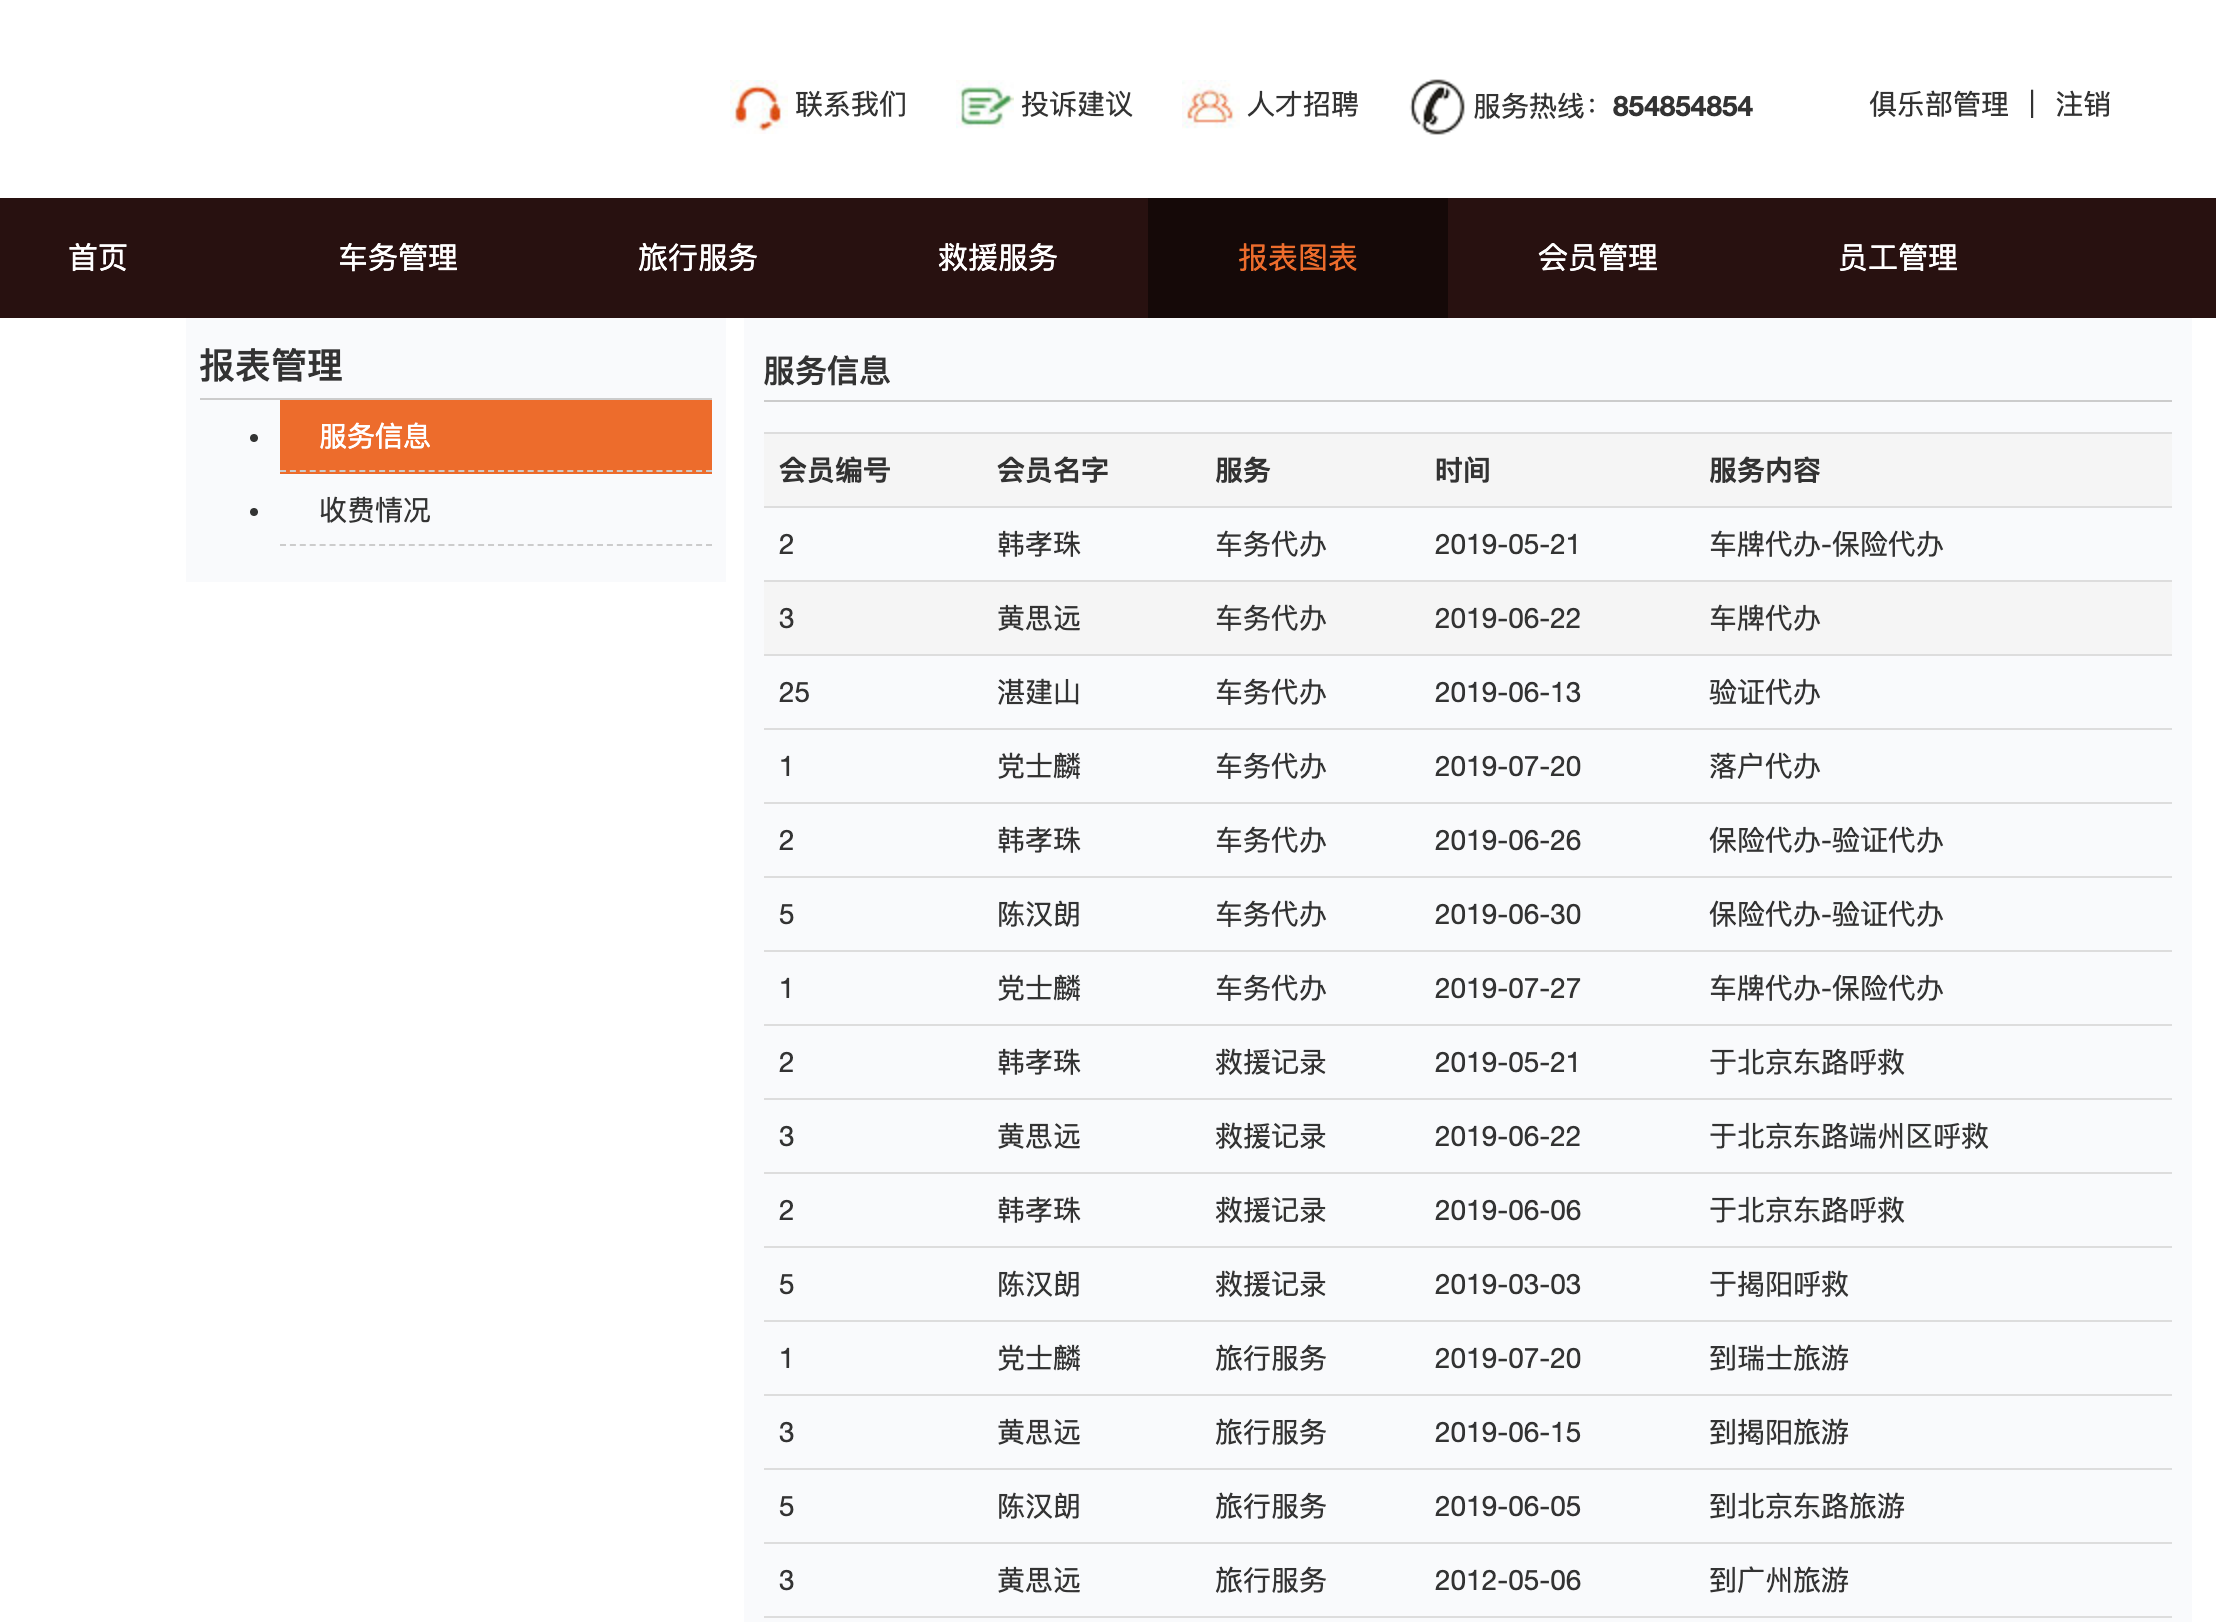 联系我们 投诉建议 人才招聘 服务热线：854854854 俱乐部管理 | 注销
首页 车务管理 旅行服务 救援服务 报表图表 会员管理 员工管理
报表管理
服务信息
收费情况
服务信息
会员编号 会员名字 服务 时间 服务内容
2 韩孝珠 车务代办 2019-05-21 车牌代办-保险代办
3 黄思远 车务代办 2019-06-22 车牌代办
25 湛建山 车务代办 2019-06-13 验证代办
1 党士麟 车务代办 2019-07-20 落户代办
2 韩孝珠 车务代办 2019-06-26 保险代办-验证代办
5 陈汉朗 车务代办 2019-06-30 保险代办-验证代办
1 党士麟 车务代办 2019-07-27 车牌代办-保险代办
2 韩孝珠 救援记录 2019-05-21 于北京东路呼救
3 黄思远 救援记录 2019-06-22 于北京东路端州区呼救
2 韩孝珠 救援记录 2019-06-06 于北京东路呼救
5 陈汉朗 救援记录 2019-03-03 于揭阳呼救
1 党士麟 旅行服务 2019-07-20 到瑞士旅游
3 黄思远 旅行服务 2019-06-15 到揭阳旅游
5 陈汉朗 旅行服务 2019-06-05 到北京东路旅游
3 黄思远 旅行服务 2012-05-06 到广州旅游